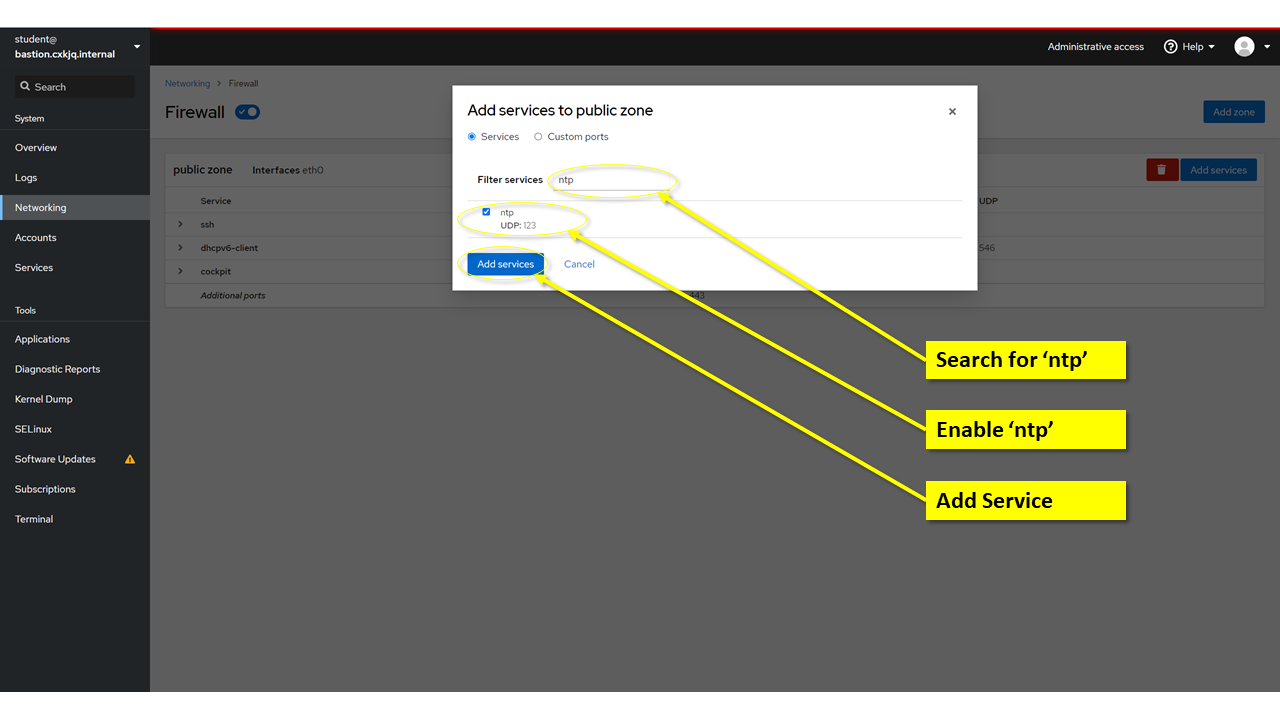 student@
bastion.cxkjq.internal
Administrative access
Help
Search
System
Overview
Logs
Networking
Accounts
Services
Tools
Applications
Diagnostic Reports
Kernel Dump
SELinux
Software Updates
Subscriptions
Terminal
Networking > Firewall
Firewall
Add zone
public zone Interfaces eth0
Add services
Service
UDP
ssh
dhcpv6-client
546
cockpit
Additional ports
443
Add services to public zone
Services Custom ports
Filter services ntp
ntp
UDP: 123
Add services Cancel
Search for ‘ntp’
Enable ‘ntp’
Add Service